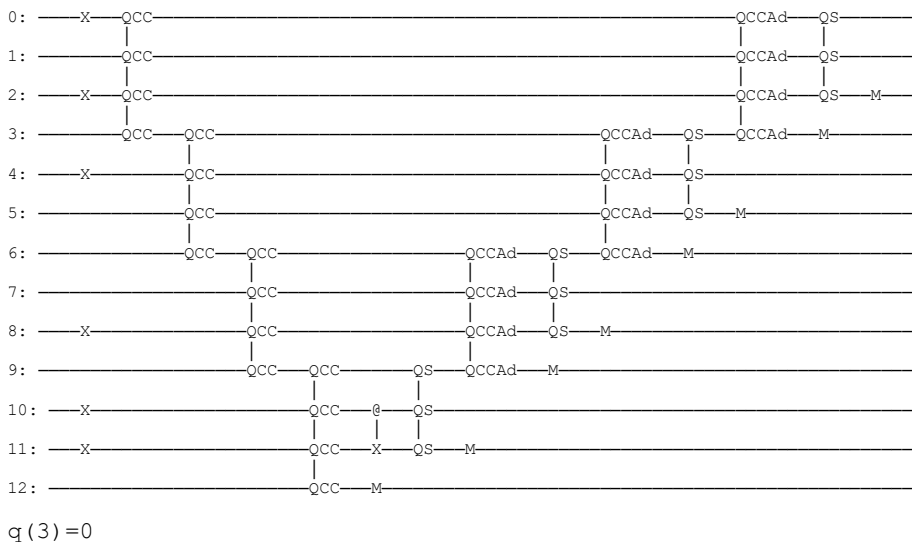 0: ———X———QCC———————————————————————————————————————QCCAd———QS———
1: ———————QCC———————————————————————————————————————QCCAd———QS———
2: ———X———QCC———————————————————————————————————————QCCAd———QS———M———
3: ———————QCC———QCC———————————————————————QCCAd———QS———QCCAd———M———
4: ———X—————————QCC———————————————————————QCCAd———QS———
5: —————————————QCC———————————————————————QCCAd———QS———M———
6: —————————————QCC———QCC———————————QCCAd———QS———QCCAd———M———
7: ———————————————————QCC———————————QCCAd———QS———
8: ———X———————————————QCC———————————QCCAd———QS———M———
9: ———————————————————QCC———QCC———————QS———QCCAd———M———
10: ———X————————————————————QCC———@———QS———
11: ———X————————————————————QCC———X———QS———M———
12: ————————————————————————QCC———M———
q(3)=0